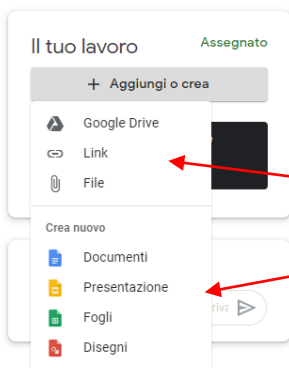 Il tuo lavoro
Assegnato
+ Aggiungi o crea
Google Drive
Link
File
Crea nuovo
Documenti
Presentazione
Fogli
Disegni